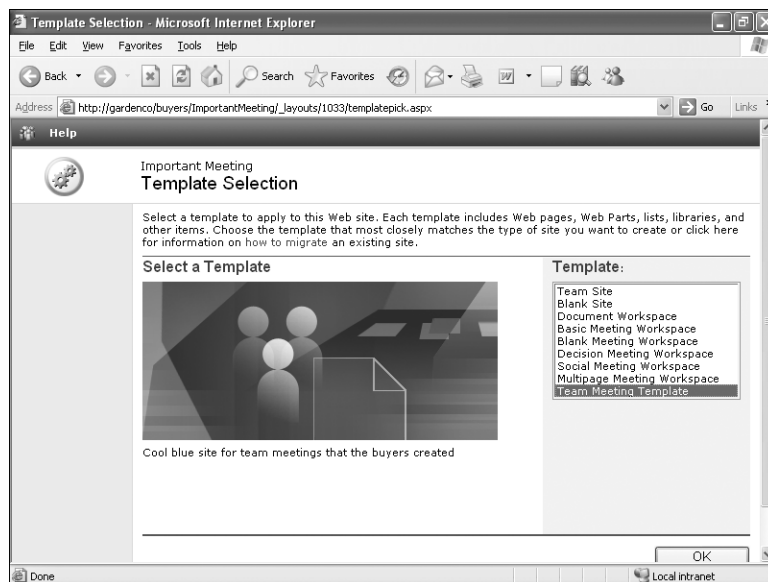 Template Selection - Microsoft Internet Explorer
File Edit View Favorites Tools Help
Back Search Favorites
Address http://gardenco/buyers/ImportantMeeting/_layouts/1033/templatepick.aspx Go Links
Help
Important Meeting
Template Selection
Select a template to apply to this Web site. Each template includes Web pages, Web Parts, lists, libraries, and
other items. Choose the template that most closely matches the type of site you want to create or click here
for information on how to migrate an existing site.
Select a Template
Template:
Team Site
Blank Site
Document Workspace
Basic Meeting Workspace
Blank Meeting Workspace
Decision Meeting Workspace
Social Meeting Workspace
Multipage Meeting Workspace
Team Meeting Template
Cool blue site for team meetings that the buyers created
OK
Done Local intranet